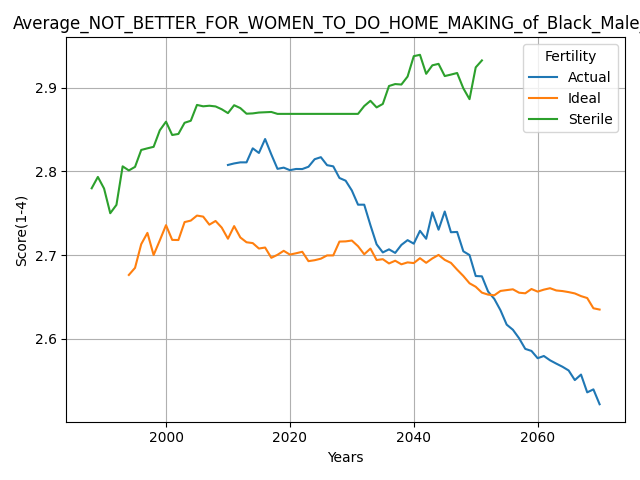 Average_NOT_BETTER_FOR_WOMEN_TO_DO_HOME_MAKING_of_Black_Male_
Fertility
Actual
Ideal
Sterile
Score(1-4)
2.9
2.8
2.7
2.6
2000
2020
2040
2060
Years